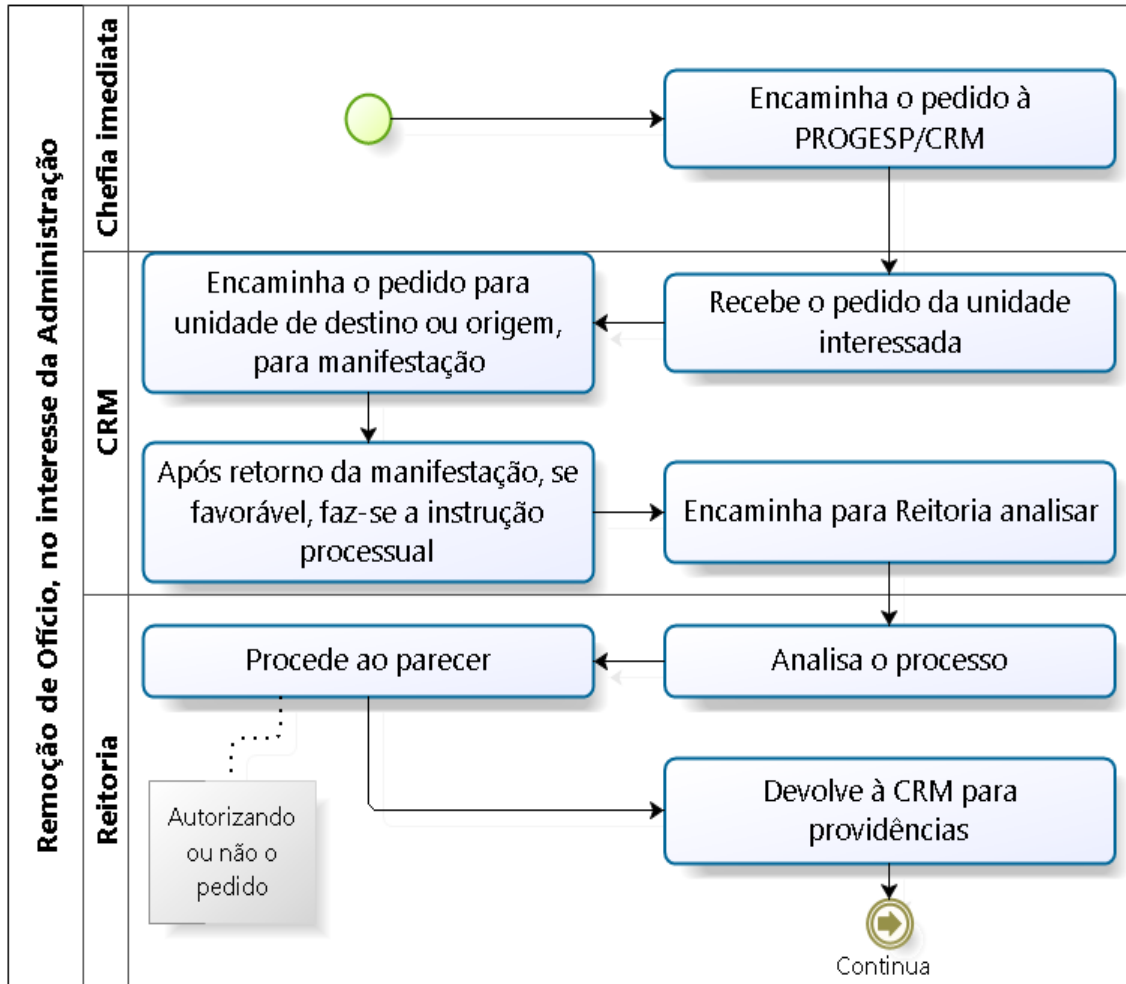 Remoção de Ofício, no interesse da Administração
Chefia imediata
Encaminha o pedido à
PROGESP/CRM
CRM
Recebe o pedido da unidade
interessada
Encaminha o pedido para
unidade de destino ou origem,
para manifestação
Após retorno da manifestação, se
favorável, faz-se a instrução
processual
Encaminha para Reitoria analisar
Reitoria
Analisa o processo
Procede ao parecer
Autorizando
ou não o
pedido
Devolve à CRM para
providências
Continua